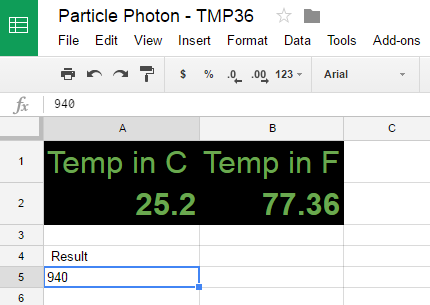 Particle Photon - TMP36
File Edit View Insert Format Data Tools Add-ons
$ % .0 .00 123 Arial
fx 940
A B C
1 Temp in C Temp in F
2 25.2 77.36
3
4 Result
5 940
6